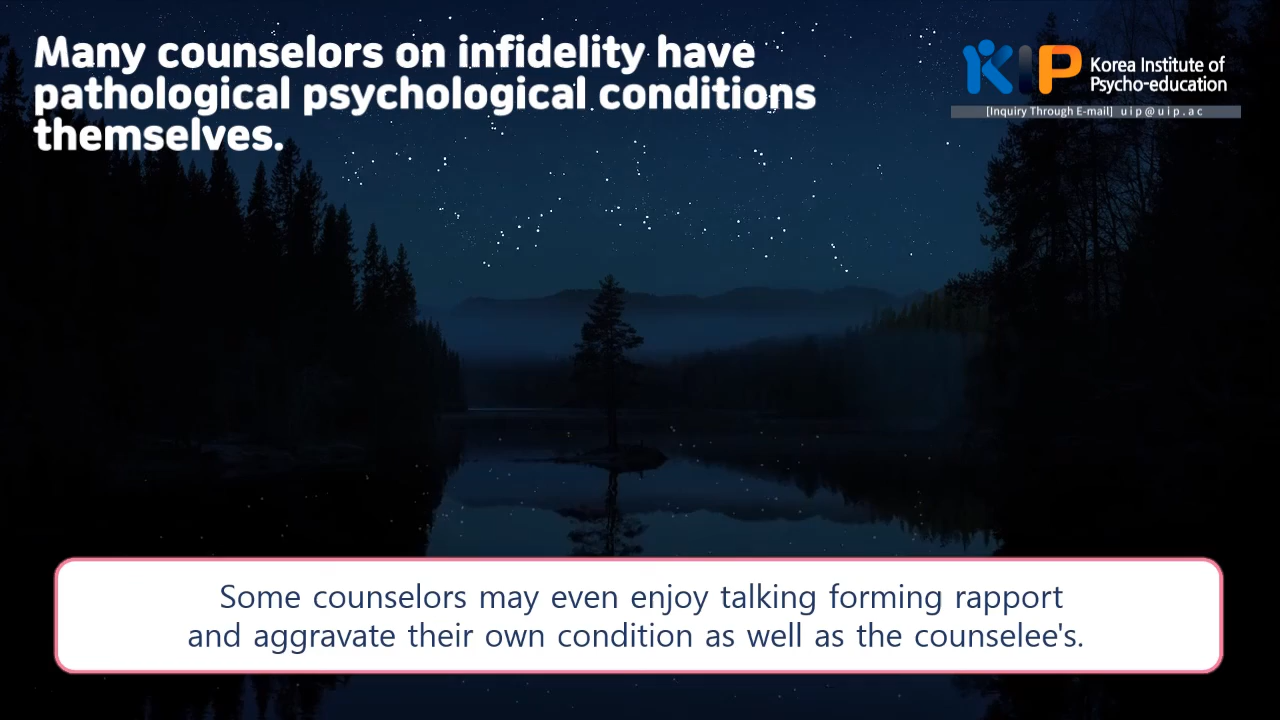 Many counselors on infidelity have
pathological psychological conditions
themselves.
KIP
Korea Institute of
Psycho-education
[Inquiry Through E-mail] uip@uip.ac
Some counselors may even enjoy talking forming rapport
and aggravate their own condition as well as the counselee's.